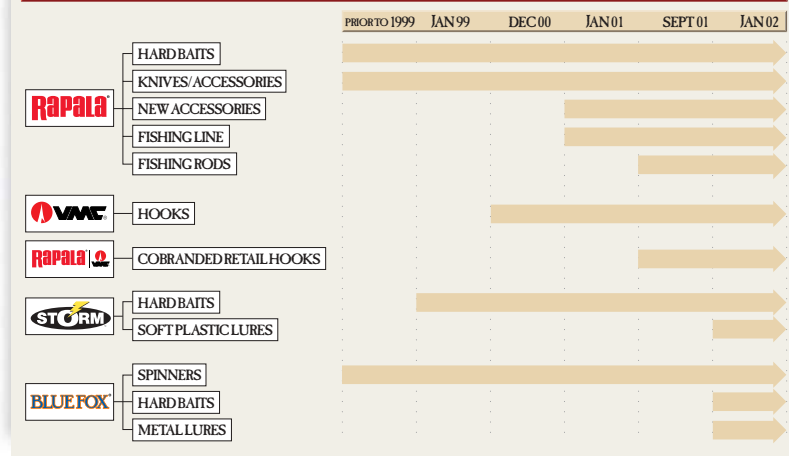 PRIOR TO 1999 JAN 99 DEC 00 JAN 01 SEPT 01 JAN 02
HARD BAITS
KNIVES/ACCESSORIES
Rapala
NEW ACCESSORIES
FISHING LINE
FISHING RODS
VMC
HOOKS
Rapala VMC
COBRANDED RETAIL HOOKS
HARD BAITS
STORM
SOFT PLASTIC LURES
SPINNERS
BLUE FOX
HARD BAITS
METAL LURES